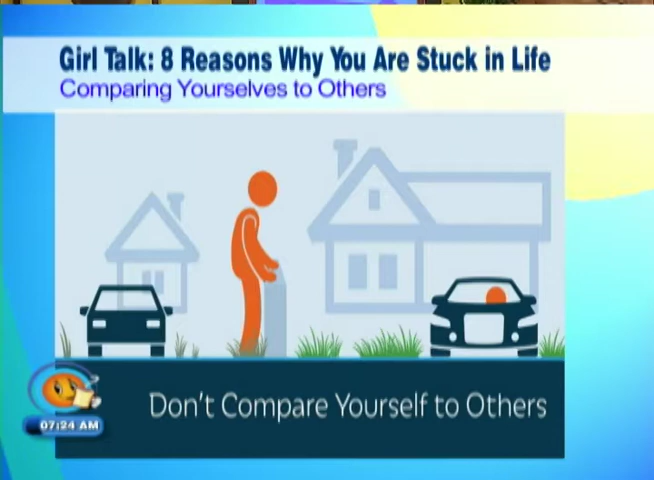 Girl Talk: 8 Reasons Why You Are Stuck in Life
Comparing Yourselves to Others
Don't Compare Yourself to Others
07:24 AM